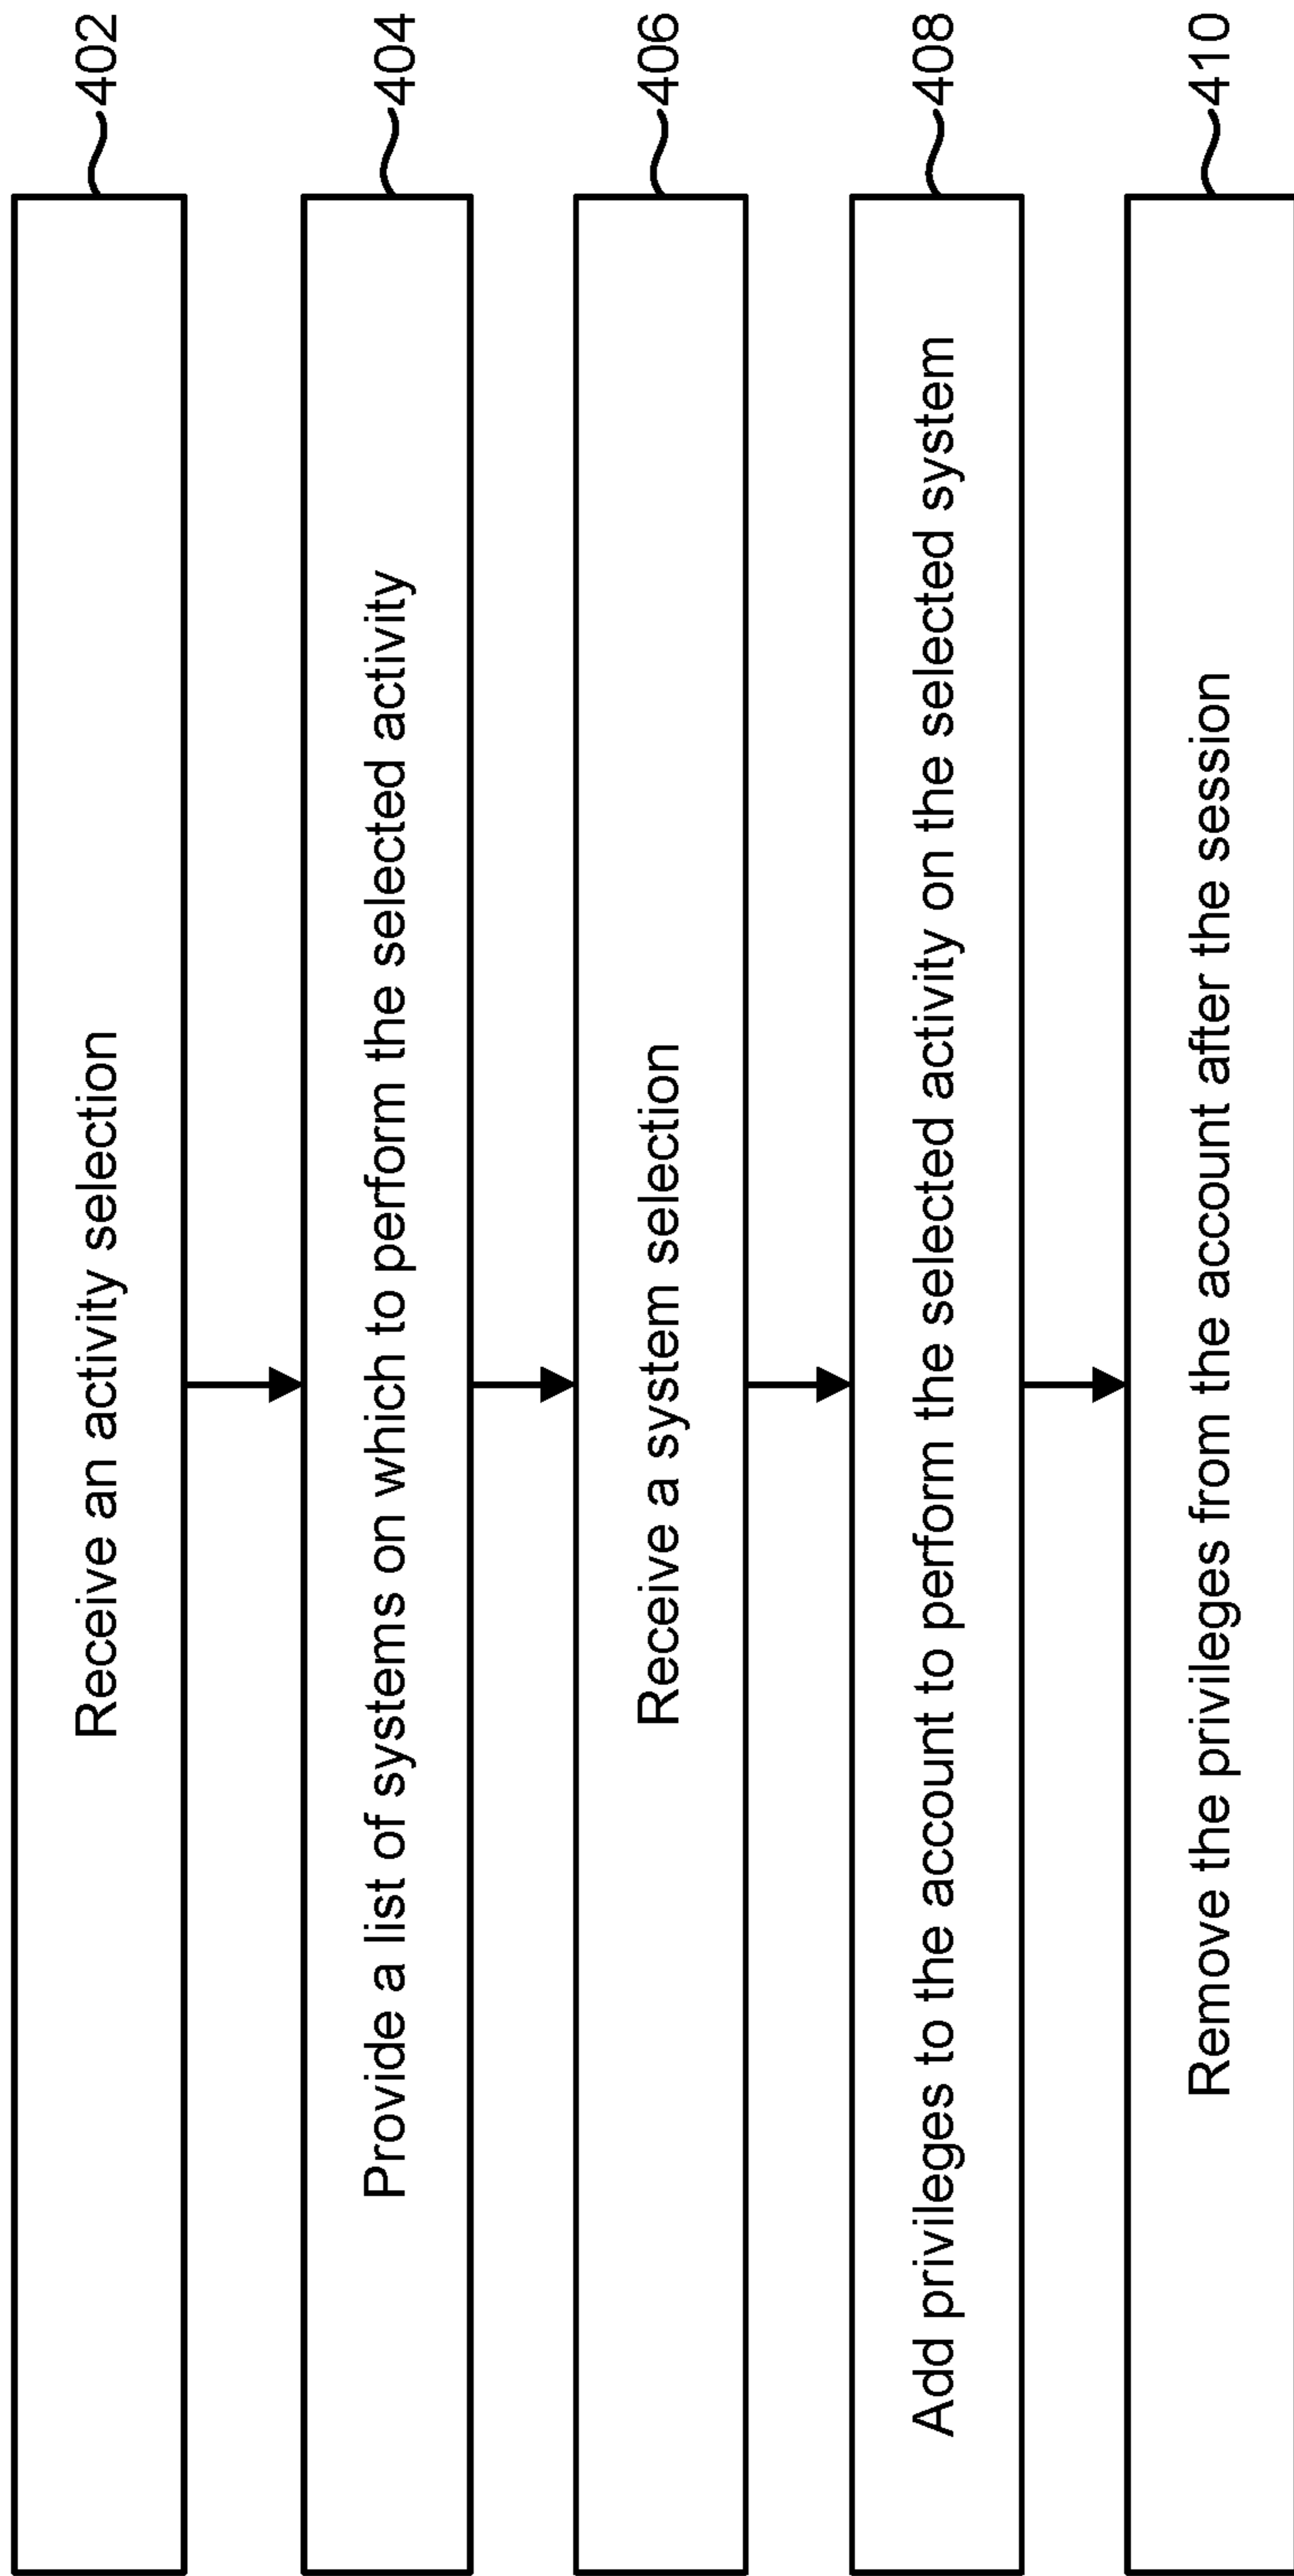 Receive an activity selection
402
Provide a list of systems on which to perform the selected activity
404
Receive a system selection
406
Add privileges to the account to perform the selected activity on the selected system
408
Remove the privileges from the account after the session
410